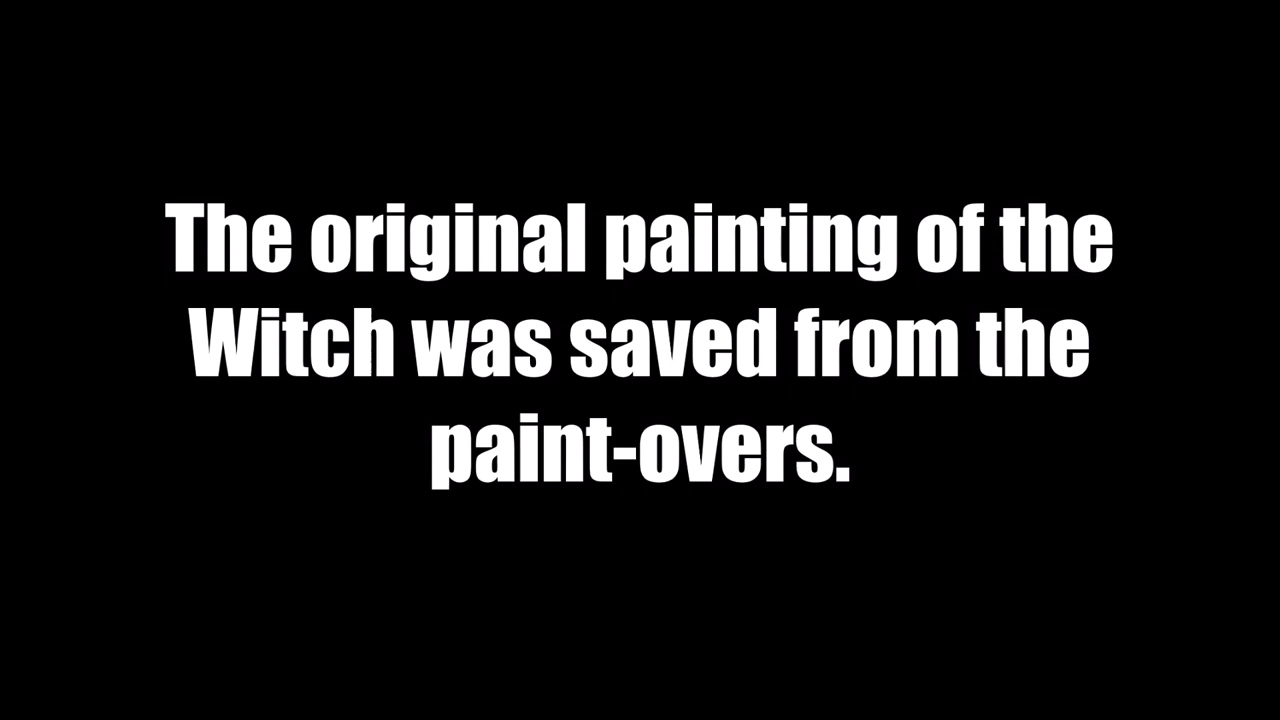 The original painting of the
Witch was saved from the
paint-overs.